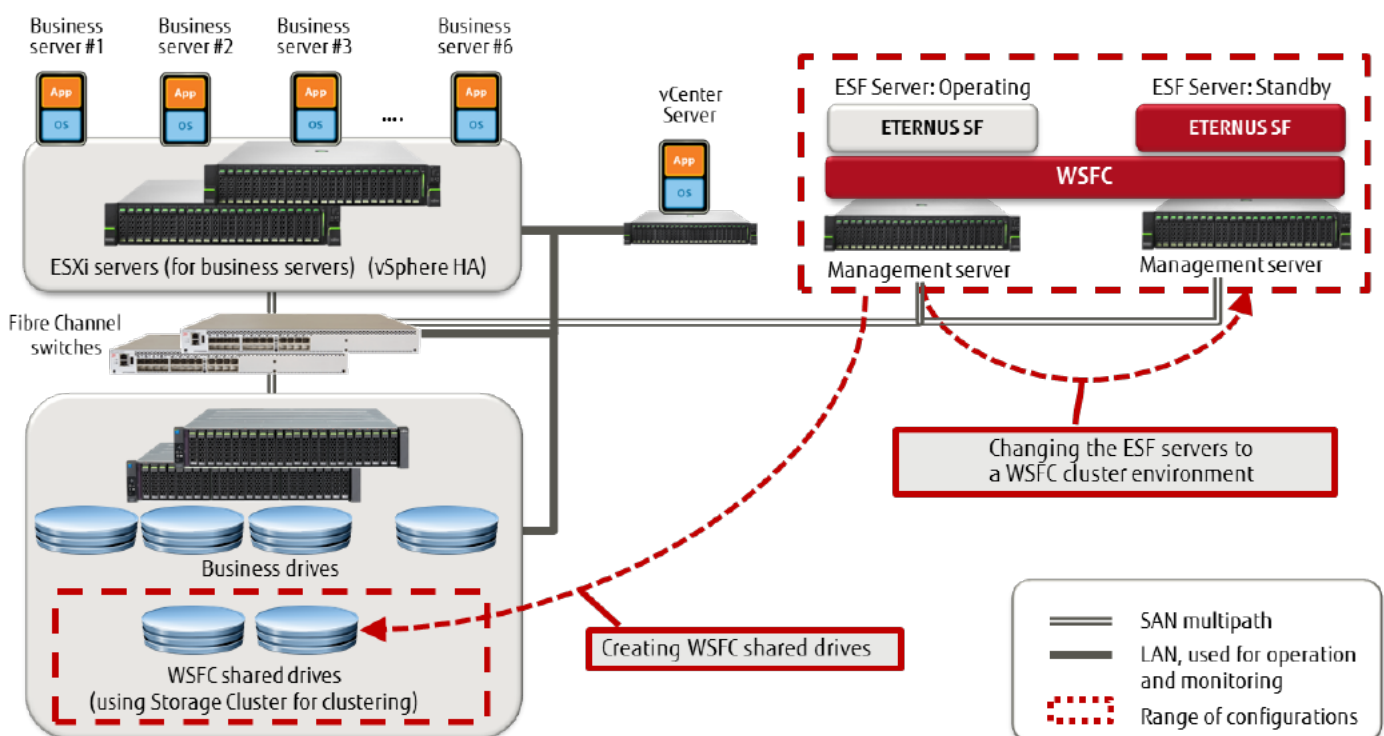 Business
server #1
Business
server #2
Business
server #3
Business
server #6
App
OS
App
OS
App
OS
....
App
OS
ESXi servers (for business servers) (vSphere HA)
vCenter
Server
App
OS
ESF Server: Operating
ESF Server: Standby
ETERNUS SF
ETERNUS SF
WSFC
Management server
Management server
Fibre Channel
switches
Changing the ESF servers to
a WSFC cluster environment
Business drives
Creating WSFC shared drives
WSFC shared drives
(using Storage Cluster for clustering)
SAN multipath
LAN, used for operation
and monitoring
Range of configurations